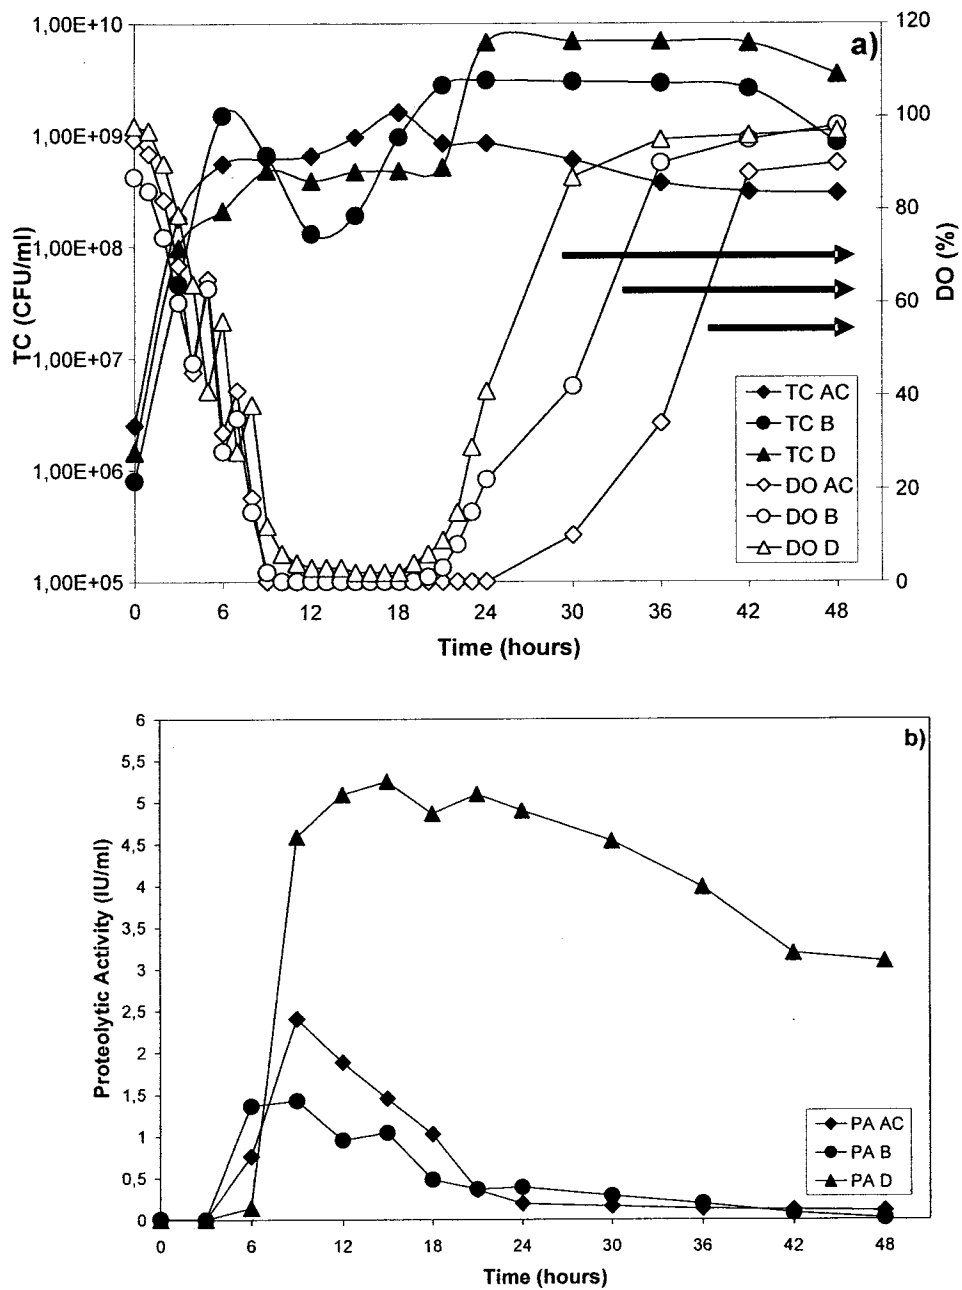 a)
TC (CFU/ml)
1,00E+10
1,00E+09
1,00E+08
1,00E+07
1,00E+06
1,00E+05
120
100
80
60
40
20
0
DO (%)
TC AC
TC B
TC D
DO AC
DO B
DO D
0 6 12 18 24 30 36 42 48
Time (hours)
b)
Proteolytic Activity (IU/ml)
6
5,5
5
4,5
4
3,5
3
2,5
2
1,5
1
0,5
0
PA AC
PA B
PA D
0 6 12 18 24 30 36 42 48
Time (hours)